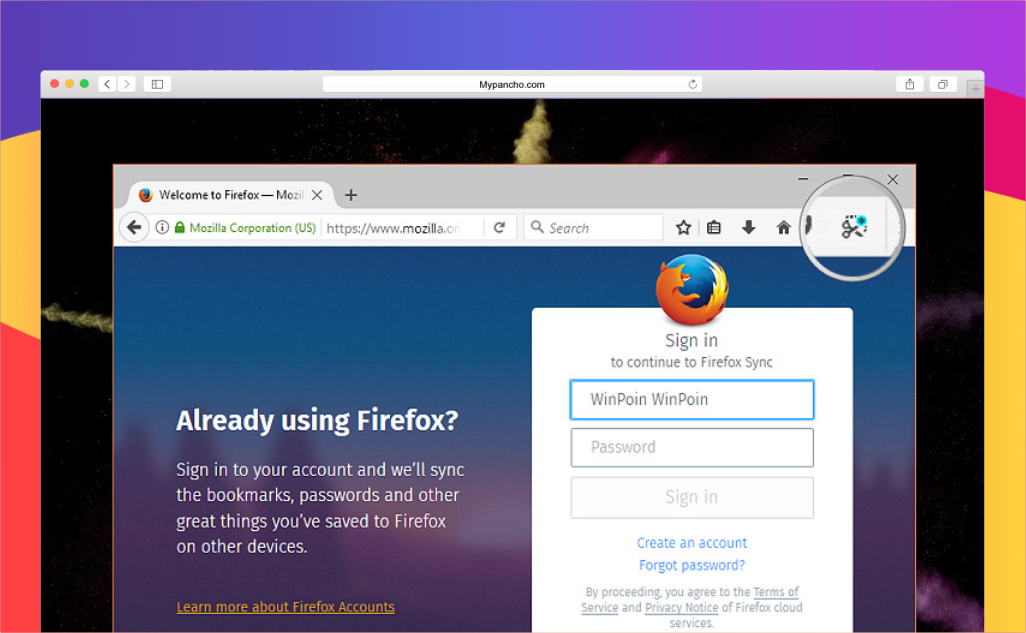 Mypancho.com
Welcome to Firefox — Mozil
Mozilla Corporation (US)
https://www.mozilla.or
Search
Sign in
to continue to Firefox Sync
WinPoin WinPoin
Password
Sign in
Create an account
Forgot password?
By proceeding, you agree to the Terms of
Service and Privacy Notice of Firefox cloud
services.
Already using Firefox?
Sign in to your account and we’ll sync
the bookmarks, passwords and other
great things you’ve saved to Firefox
on other devices.
Learn more about Firefox Accounts